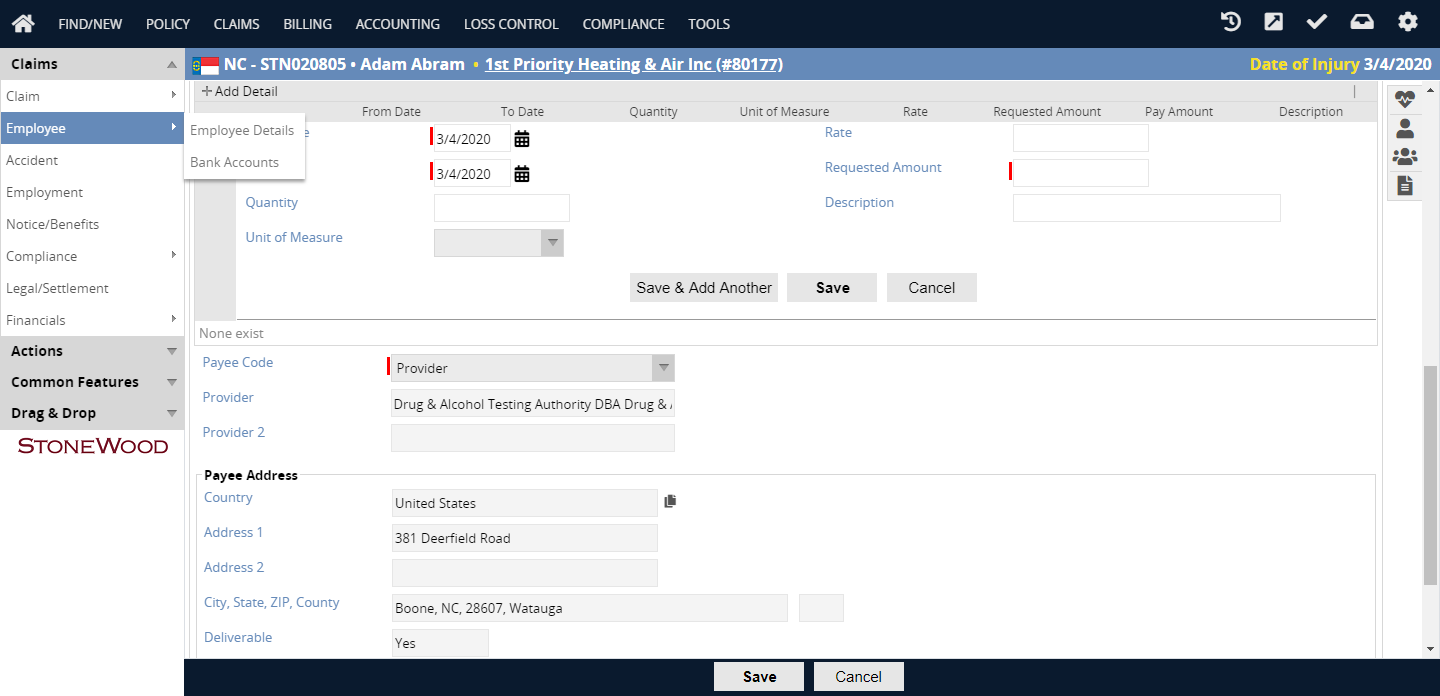 FIND/NEW POLICY CLAIMS BILLING ACCOUNTING LOSS CONTROL COMPLIANCE TOOLS
Claims
NC - STN020805 • Adam Abram • 1st Priority Heating & Air Inc (#80177)
Date of Injury 3/4/2020
Claim
Employee
Accident
Employment
Notice/Benefits
Compliance
Legal/Settlement
Financials
Actions
Common Features
Drag & Drop
STONEWOOD
Employee Details
Bank Accounts
Add Detail
From Date To Date Quantity Unit of Measure Rate Requested Amount Pay Amount Description
3/4/2020
Rate
3/4/2020
Requested Amount
Quantity
Description
Unit of Measure
Save & Add Another Save Cancel
None exist
Payee Code Provider
Provider Drug & Alcohol Testing Authority DBA Drug &
Provider 2
Payee Address
Country United States
Address 1 381 Deerfield Road
Address 2
City, State, ZIP, County Boone, NC, 28607, Watauga
Deliverable Yes
Save Cancel